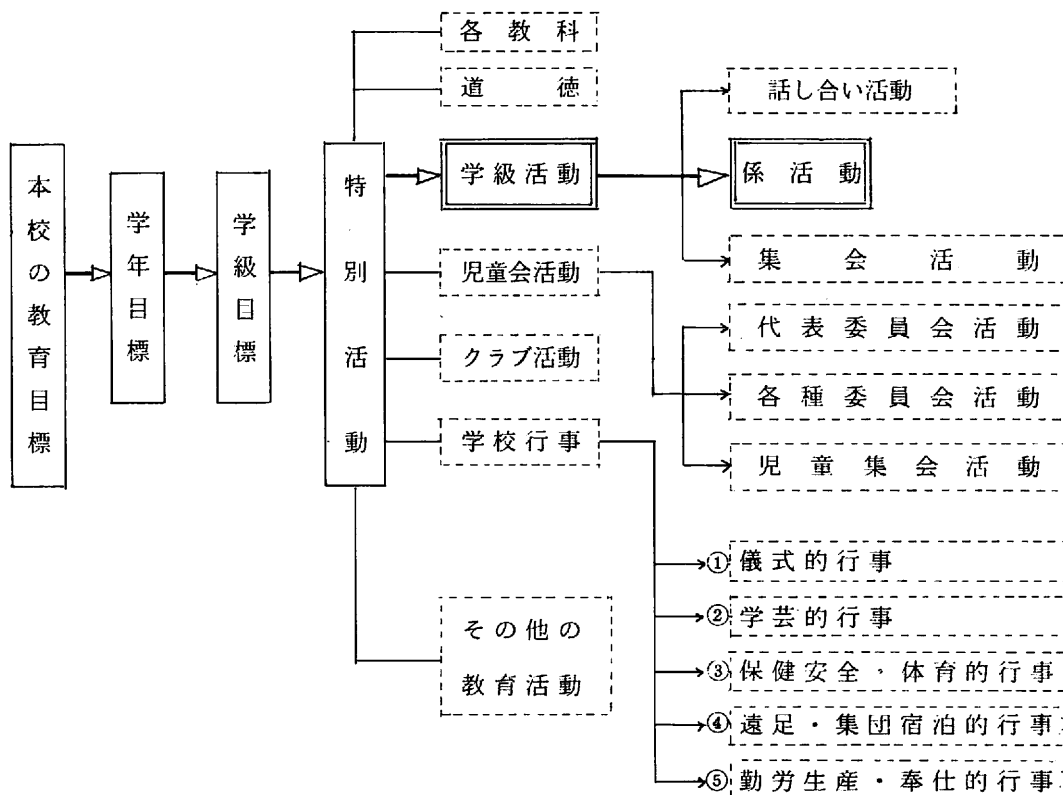 本校の教育目標
学年目標
学級目標
特別活動
各教科
道徳
学級活動
児童会活動
クラブ活動
学校行事
その他の
教育活動
話し合い活動
係活動
集会活動
代表委員会活動
各種委員会活動
児童集会活動
①儀式的行事
②学芸的行事
③保健安全・体育的行事
④遠足・集団宿泊的行事
⑤勤労生産・奉仕的行事